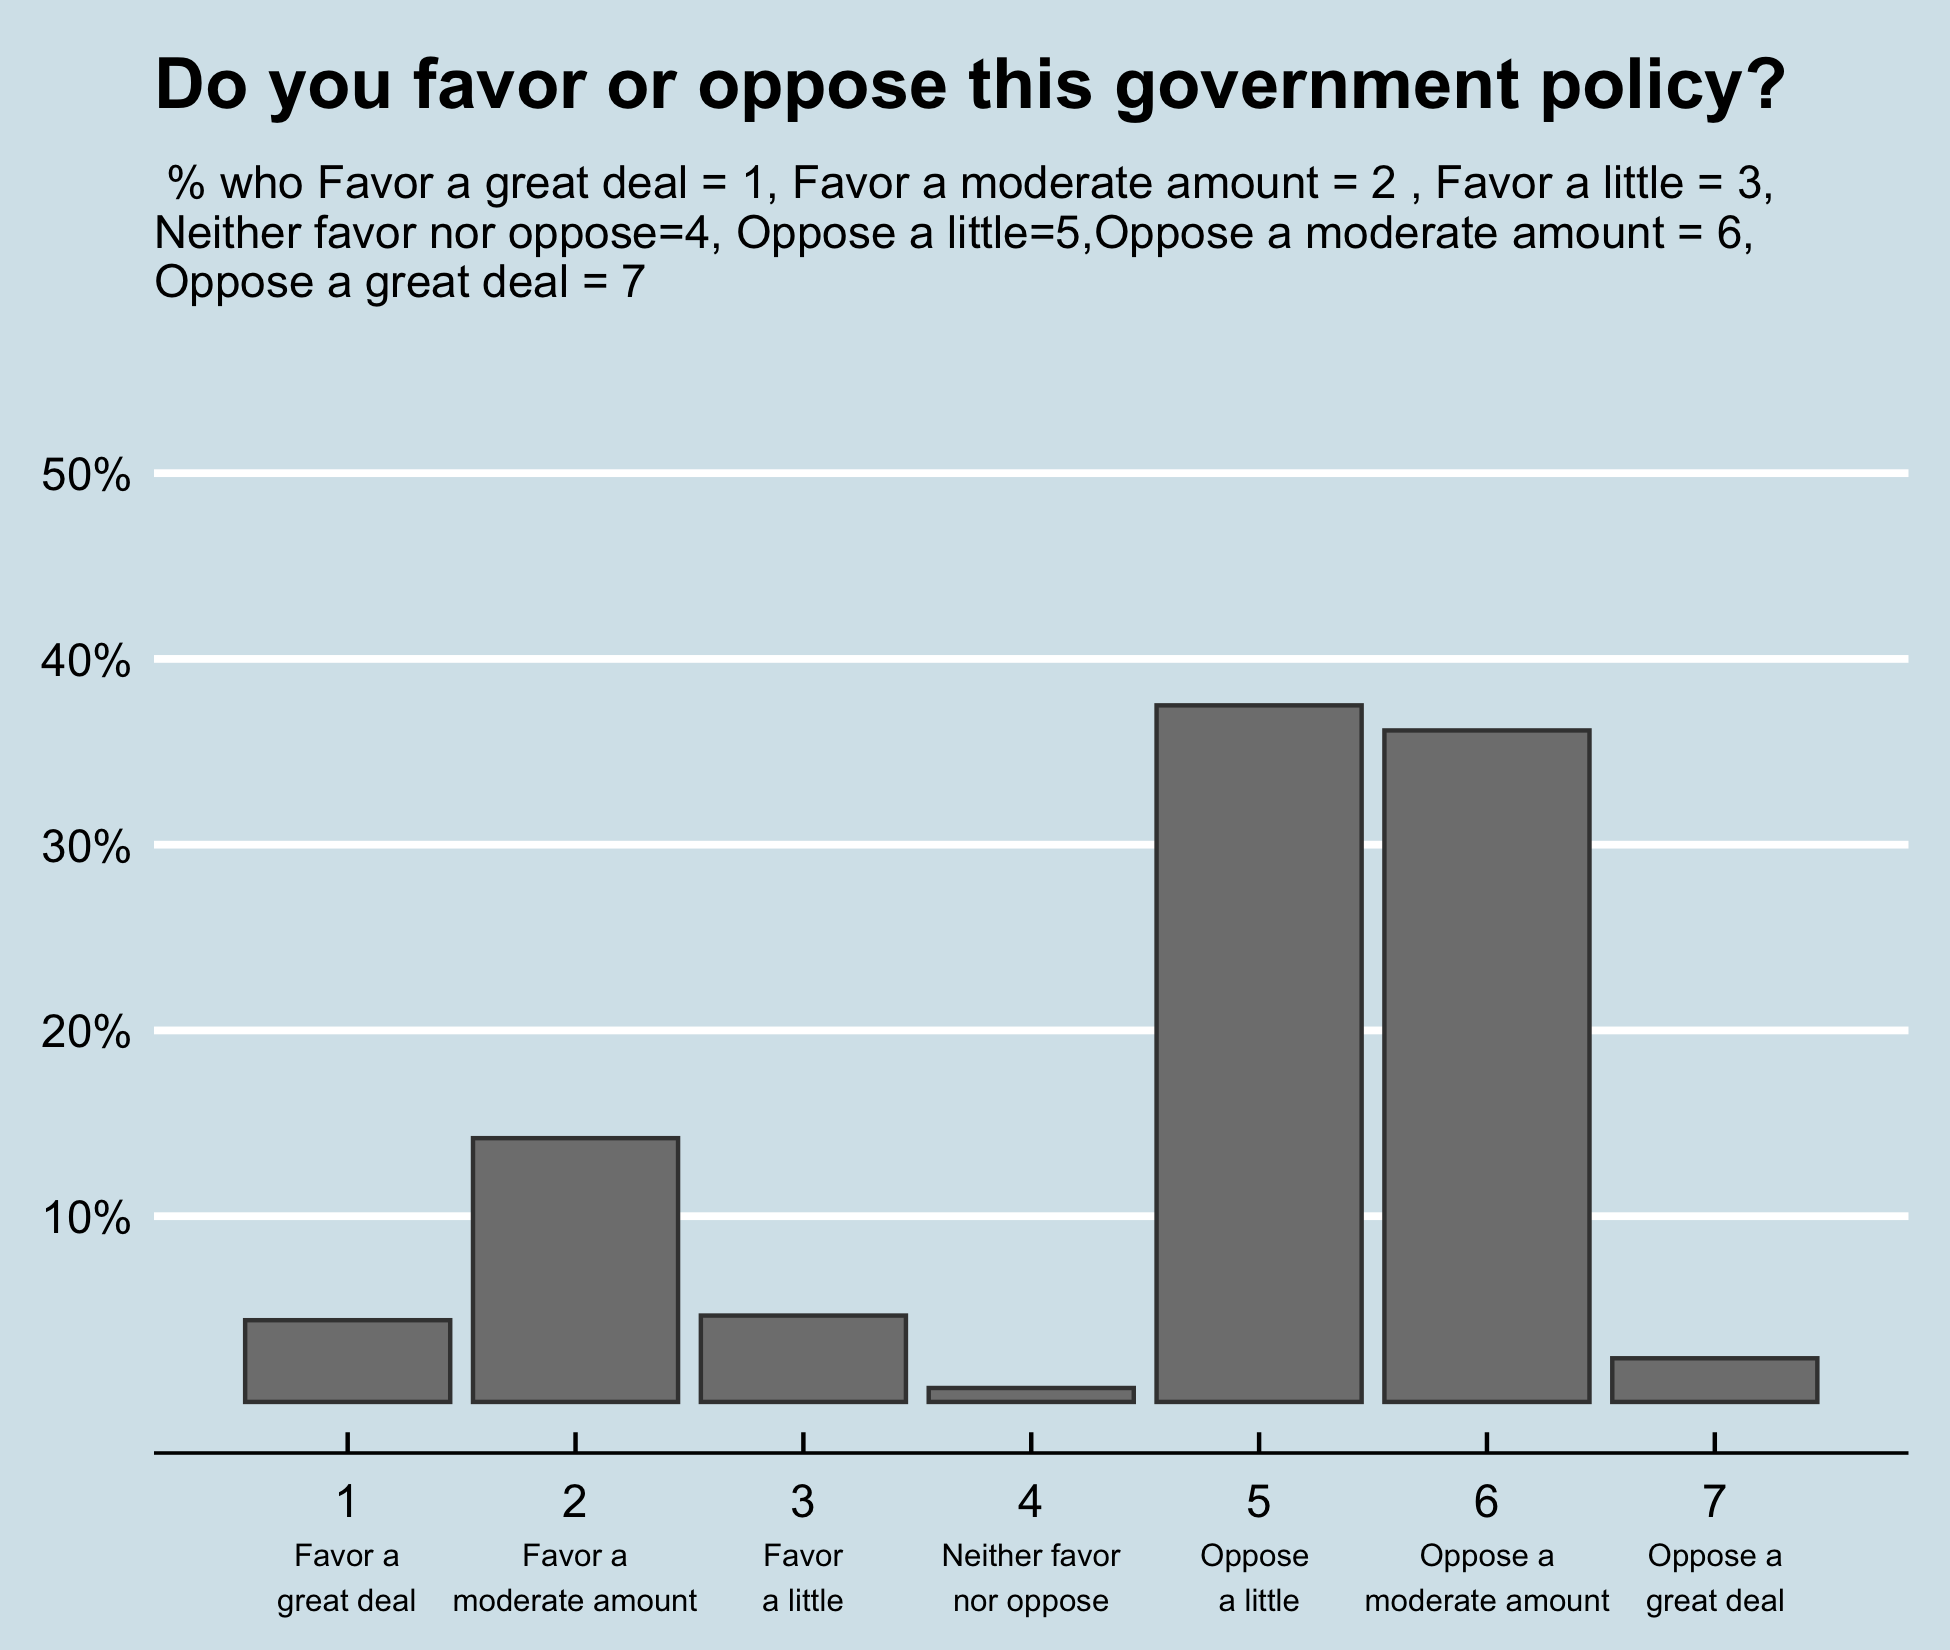 Do you favor or oppose this government policy?
% who Favor a great deal = 1, Favor a moderate amount = 2 , Favor a little = 3,
Neither favor nor oppose=4, Oppose a little=5,Oppose a moderate amount = 6,
Oppose a great deal = 7
50%
40%
30%
20%
10%
1 2 3 4 5 6 7
Favor a Favor a Favor Neither favor Oppose Oppose a Oppose a
great deal moderate amount a little nor oppose a little moderate amount great deal